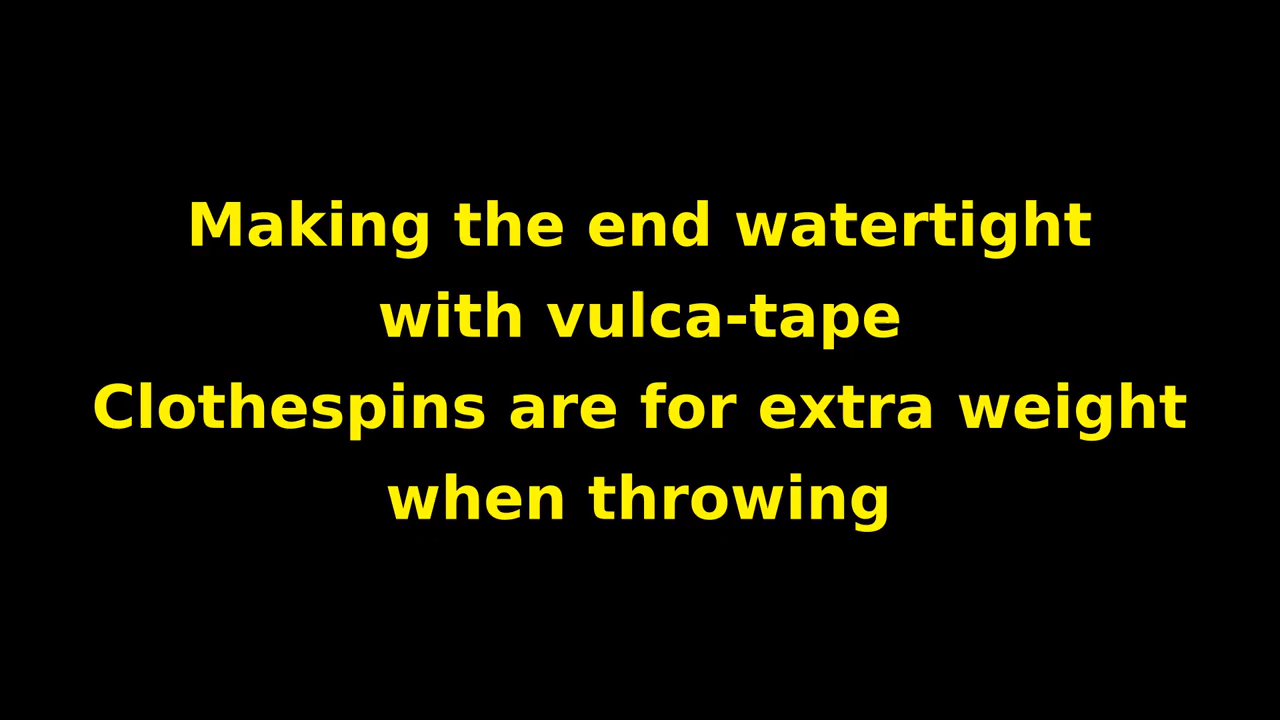 Making the end watertight
with vulca-tape
Clothespins are for extra weight
when throwing